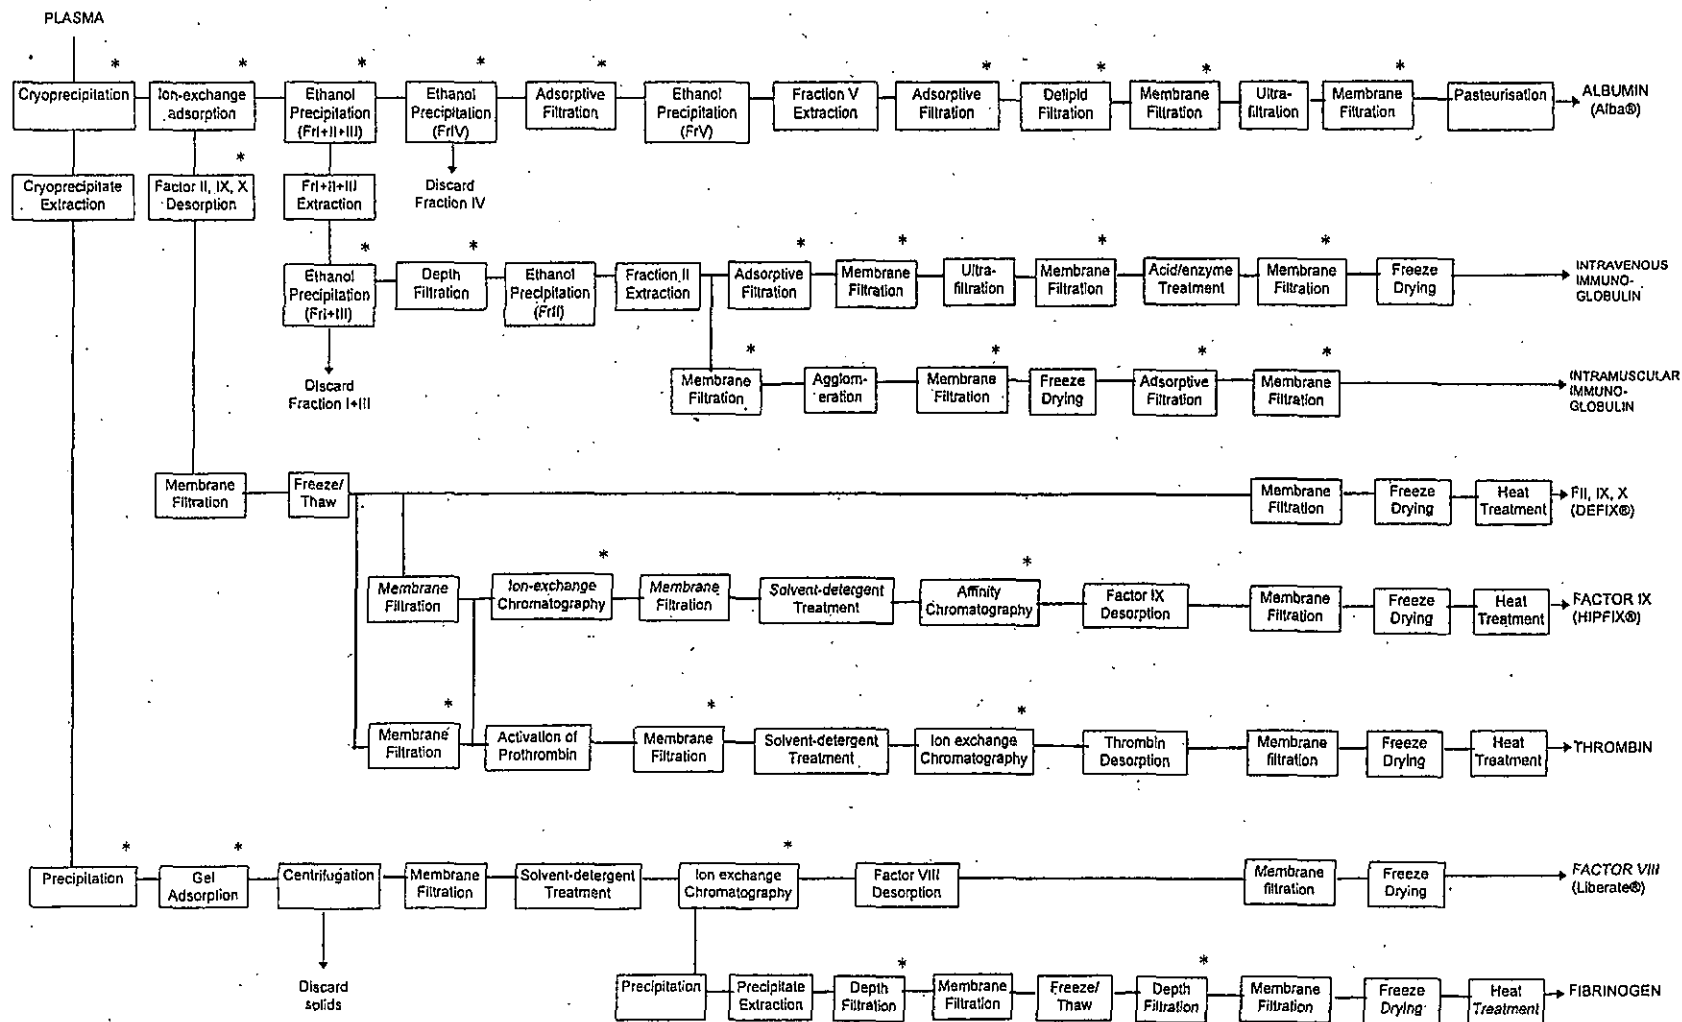 PLASMA
* * * * * * * * *
Cryoprecipitation
Ion-exchange
adsorption
Ethanol
Precipitation
(FrI+II+III)
Ethanol
Precipitation
(FrIV)
Adsorptive
Filtration
Ethanol
Precipitation
(FrV)
Fraction V
Extraction
Adsorptive
Filtration
Delipid
Filtration
Membrane
Filtration
Ultra-
filtration
Membrane
Filtration
Pasteurisation
ALBUMIN
(Alba®)
*
Cryoprecipitate
Extraction
Factor II, IX, X
Desorption
FrI+II+III
Extraction
Discard
Fraction IV
* * * * * *
Ethanol
Precipitation
(FrI+III)
Depth
Filtration
Ethanol
Precipitation
(FrII)
Fraction II
Extraction
Adsorptive
Filtration
Membrane
Filtration
Ultra-
filtration
Membrane
Filtration
Acid/enzyme
Treatment
Membrane
Filtration
Freeze
Drying
INTRAVENOUS
IMMUNO-
GLOBULIN
Discard
Fraction I+III
* * * *
Membrane
Filtration
Agglom-
eration
Membrane
Filtration
Freeze
Drying
Adsorptive
Filtration
Membrane
Filtration
INTRAMUSCULAR
IMMUNO-
GLOBULIN
Membrane
Filtration
Freeze/
Thaw
Membrane
Filtration
Freeze
Drying
Heat
Treatment
FII, IX, X
(DEFIX®)
* *
Membrane
Filtration
Ion-exchange
Chromatography
Membrane
Filtration
Solvent-detergent
Treatment
Affinity
Chromatography
Factor IX
Desorption
Membrane
Filtration
Freeze
Drying
Heat
Treatment
FACTOR IX
(HIPFIX®)
* * *
Membrane
Filtration
Activation of
Prothrombin
Membrane
Filtration
Solvent-detergent
Treatment
Ion exchange
Chromatography
Thrombin
Desorption
Membrane
filtration
Freeze
Drying
Heat
Treatment
THROMBIN
* * *
Precipitation
Gel
Adsorption
Centrifugation
Membrane
Filtration
Solvent-detergent
Treatment
Ion exchange
Chromatography
Factor VIII
Desorption
Membrane
filtration
Freeze
Drying
FACTOR VIII
(Liberate®)
Discard
solids
* *
Precipitation
Precipitate
Extraction
Depth
Filtration
Membrane
Filtration
Freeze/
Thaw
Depth
Filtration
Membrane
Filtration
Freeze
Drying
Heat
Treatment
FIBRINOGEN